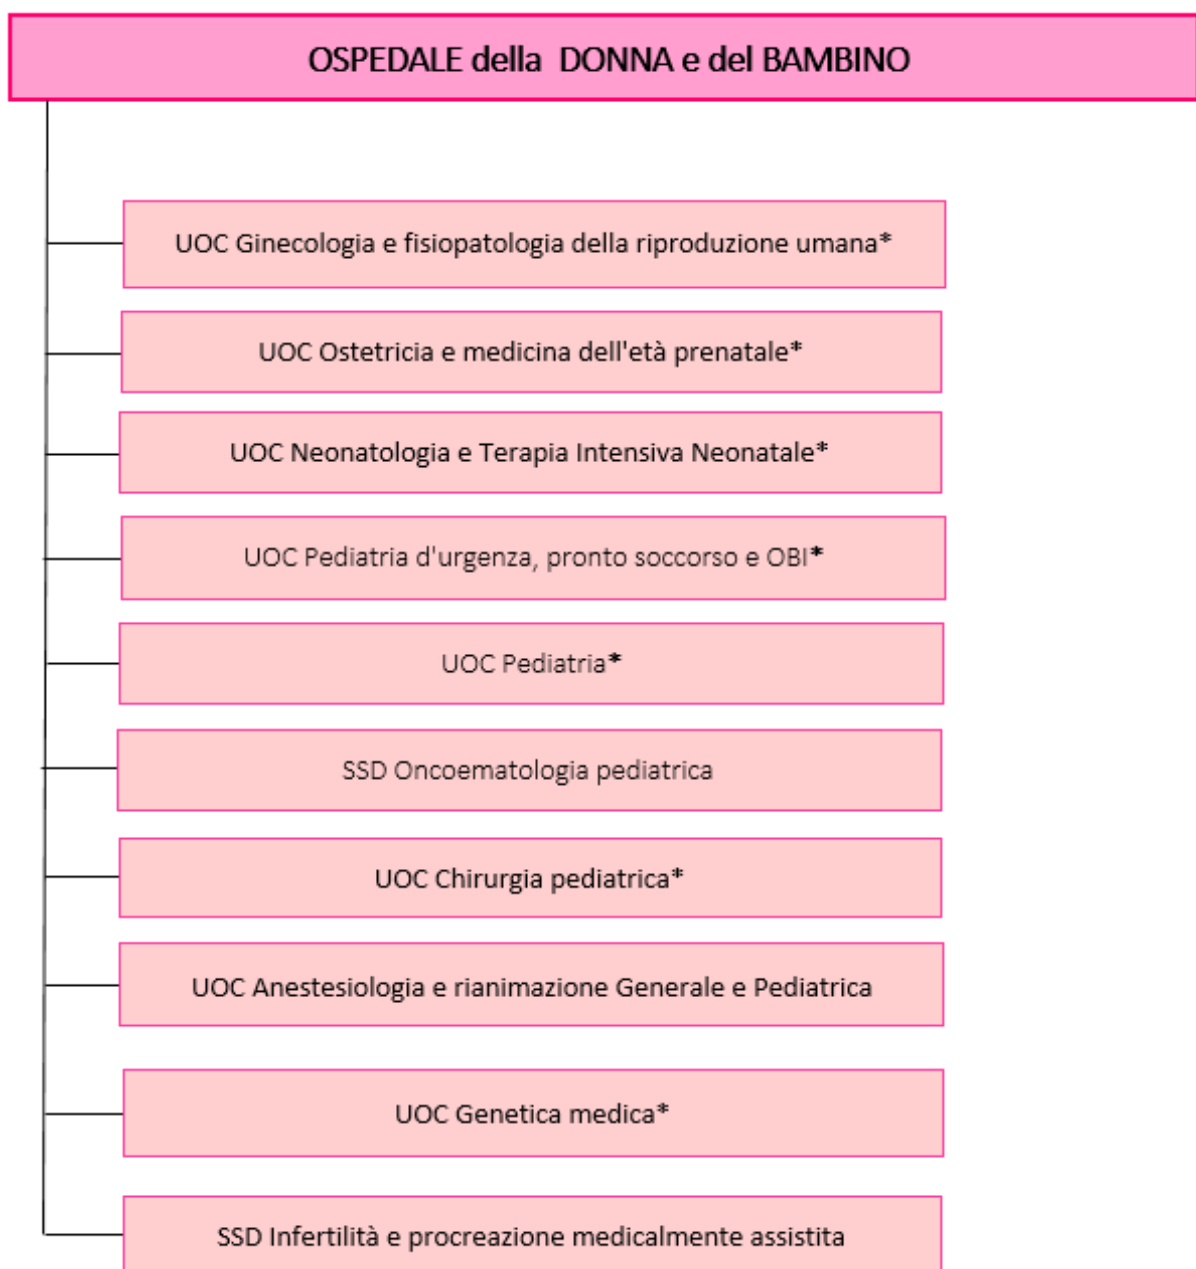 OSPEDALE della DONNA e del BAMBINO
UOC Ginecologia e fisiopatologia della riproduzione umana*
UOC Ostetricia e medicina dell'età prenatale*
UOC Neonatologia e Terapia Intensiva Neonatale*
UOC Pediatria d'urgenza, pronto soccorso e OBI*
UOC Pediatria*
SSD Oncoematologia pediatrica
UOC Chirurgia pediatrica*
UOC Anestesiologia e rianimazione Generale e Pediatrica
UOC Genetica medica*
SSD Infertilità e procreazione medicalmente assistita